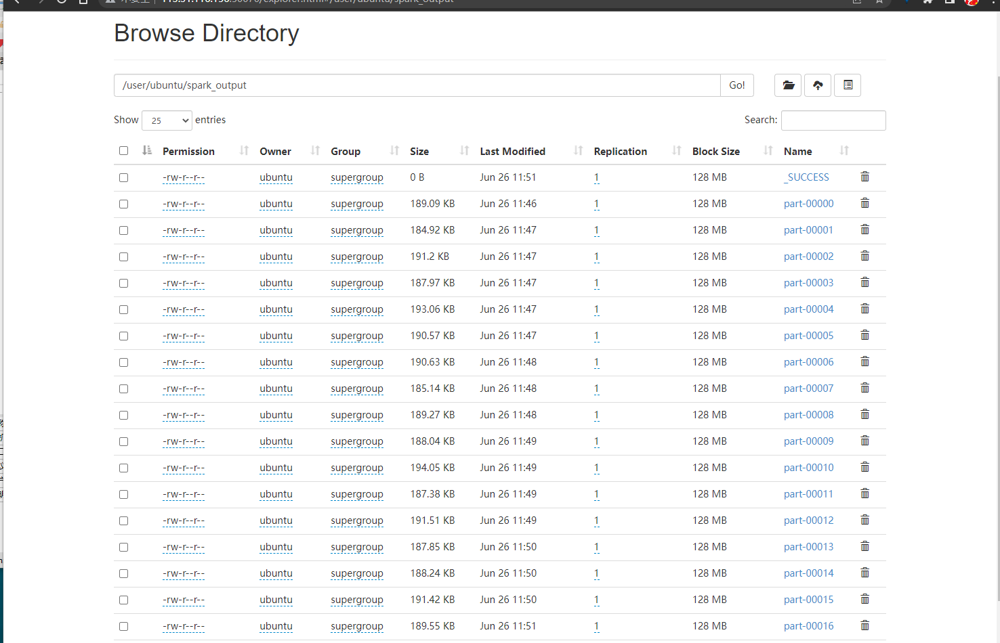 Browse Directory
/user/ubuntu/spark_output Go!
Show 25 entries Search:
Permission Owner Group Size Last Modified Replication Block Size Name
-rw-r--r-- ubuntu supergroup 0 B Jun 26 11:51 1 128 MB _SUCCESS
-rw-r--r-- ubuntu supergroup 189.09 KB Jun 26 11:46 1 128 MB part-00000
-rw-r--r-- ubuntu supergroup 184.92 KB Jun 26 11:47 1 128 MB part-00001
-rw-r--r-- ubuntu supergroup 191.2 KB Jun 26 11:47 1 128 MB part-00002
-rw-r--r-- ubuntu supergroup 187.97 KB Jun 26 11:47 1 128 MB part-00003
-rw-r--r-- ubuntu supergroup 193.06 KB Jun 26 11:47 1 128 MB part-00004
-rw-r--r-- ubuntu supergroup 190.57 KB Jun 26 11:47 1 128 MB part-00005
-rw-r--r-- ubuntu supergroup 190.63 KB Jun 26 11:48 1 128 MB part-00006
-rw-r--r-- ubuntu supergroup 185.14 KB Jun 26 11:48 1 128 MB part-00007
-rw-r--r-- ubuntu supergroup 189.27 KB Jun 26 11:48 1 128 MB part-00008
-rw-r--r-- ubuntu supergroup 188.04 KB Jun 26 11:49 1 128 MB part-00009
-rw-r--r-- ubuntu supergroup 194.05 KB Jun 26 11:49 1 128 MB part-00010
-rw-r--r-- ubuntu supergroup 187.38 KB Jun 26 11:49 1 128 MB part-00011
-rw-r--r-- ubuntu supergroup 191.51 KB Jun 26 11:49 1 128 MB part-00012
-rw-r--r-- ubuntu supergroup 187.85 KB Jun 26 11:50 1 128 MB part-00013
-rw-r--r-- ubuntu supergroup 188.24 KB Jun 26 11:50 1 128 MB part-00014
-rw-r--r-- ubuntu supergroup 191.42 KB Jun 26 11:50 1 128 MB part-00015
-rw-r--r-- ubuntu supergroup 189.55 KB Jun 26 11:51 1 128 MB part-00016